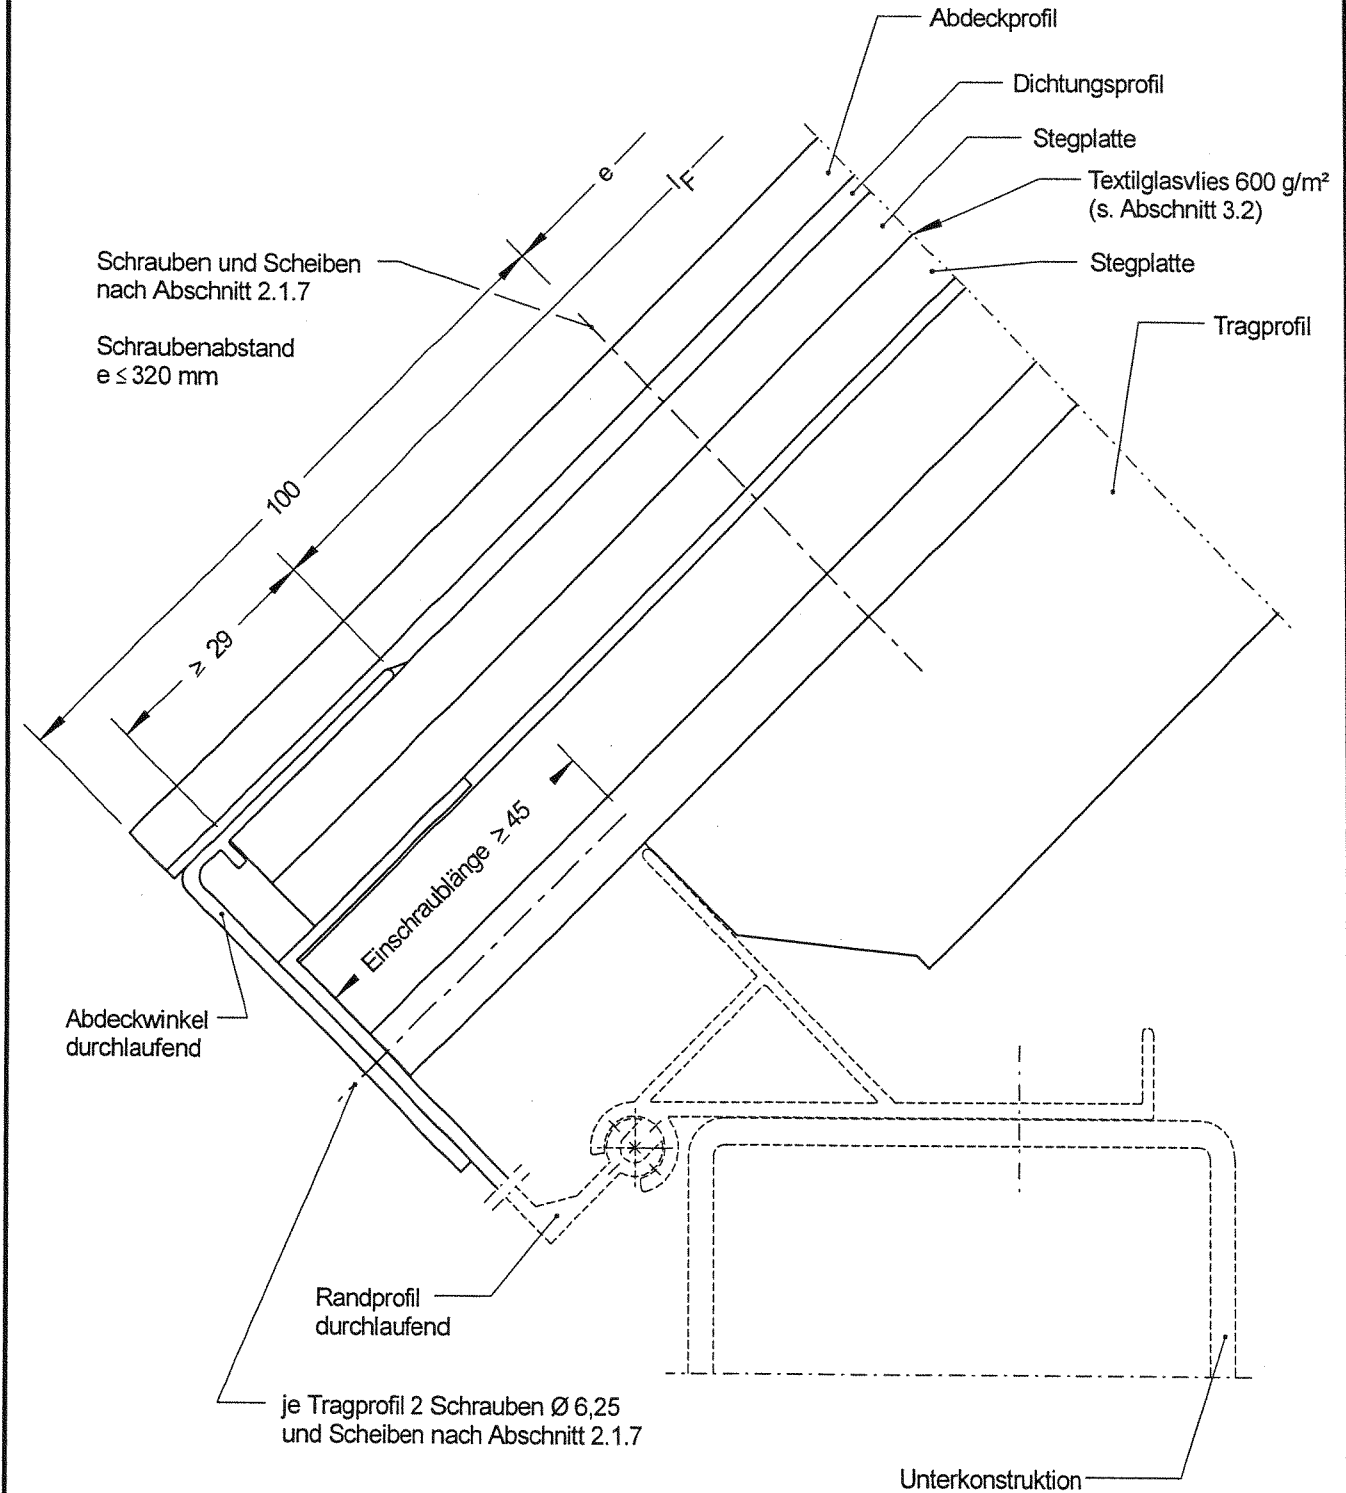 Abdeckprofil
Dichtungsprofil
Stegplatte
Textilglasvlies 600 g/m²
(s. Abschnitt 3.2)
Stegplatte
Tragprofil
e
l_F
Schrauben und Scheiben
nach Abschnitt 2.1.7
Schraubenabstand
e ≤ 320 mm
100
≥ 29
Einschraublänge ≥ 45
Abdeckwinkel
durchlaufend
Randprofil
durchlaufend
je Tragprofil 2 Schrauben Ø 6,25
und Scheiben nach Abschnitt 2.1.7
Unterkonstruktion